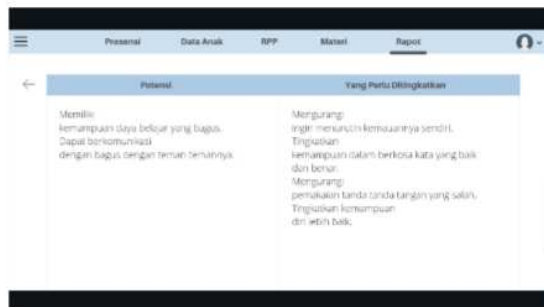 Presensi Data Anak RPP Materi Rapot
Potensi Yang Perlu Ditingkatkan
Memiliki
kemampuan daya belajar yang bagus.
Dapat berkomunikasi
dengan bagus dengan teman temannya.
Mengurangi
ingin menuruti kemauannya sendiri.
Tingkatkan
kemampuan dalam berkosa kata yang baik
dan benar.
Mengurangi
pemakaian tanda tanda tangan yang salah.
Tingkatkan kemampuan
diri lebih baik.